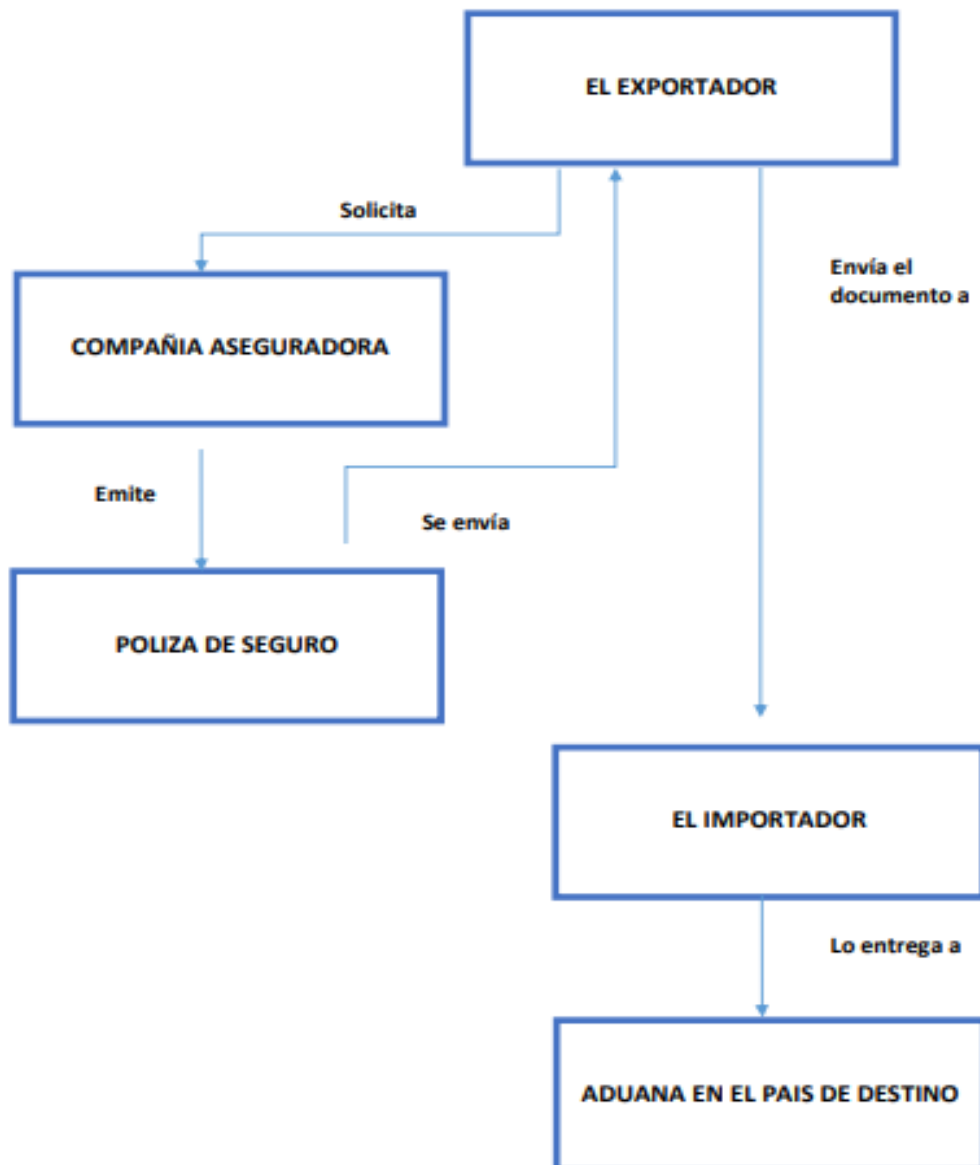 EL EXPORTADOR
Solicita
Envía el
documento a
COMPAÑIA ASEGURADORA
Emite
Se envía
POLIZA DE SEGURO
EL IMPORTADOR
Lo entrega a
ADUANA EN EL PAIS DE DESTINO